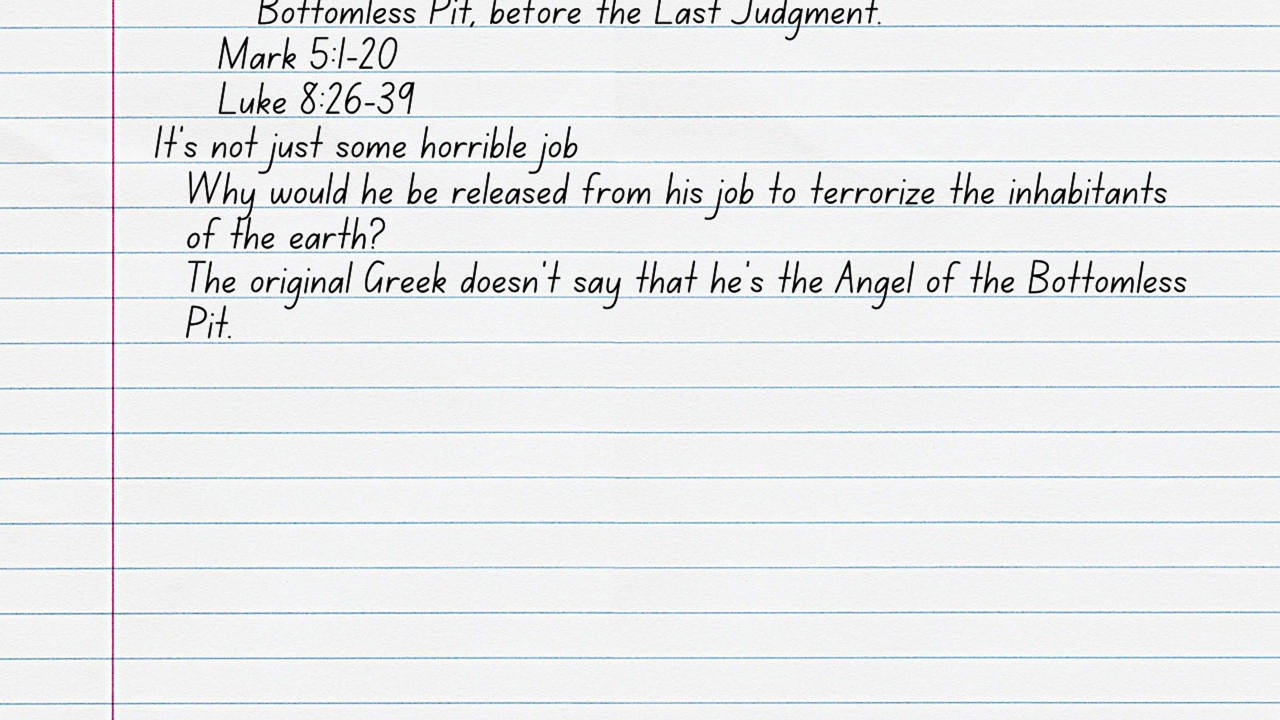 Bottomless Pit, before the Last Judgment.
Mark 5:1-20
Luke 8:26-39
It's not just some horrible job
Why would he be released from his job to terrorize the inhabitants
of the earth?
The original Greek doesn't say that he's the Angel of the Bottomless
Pit.